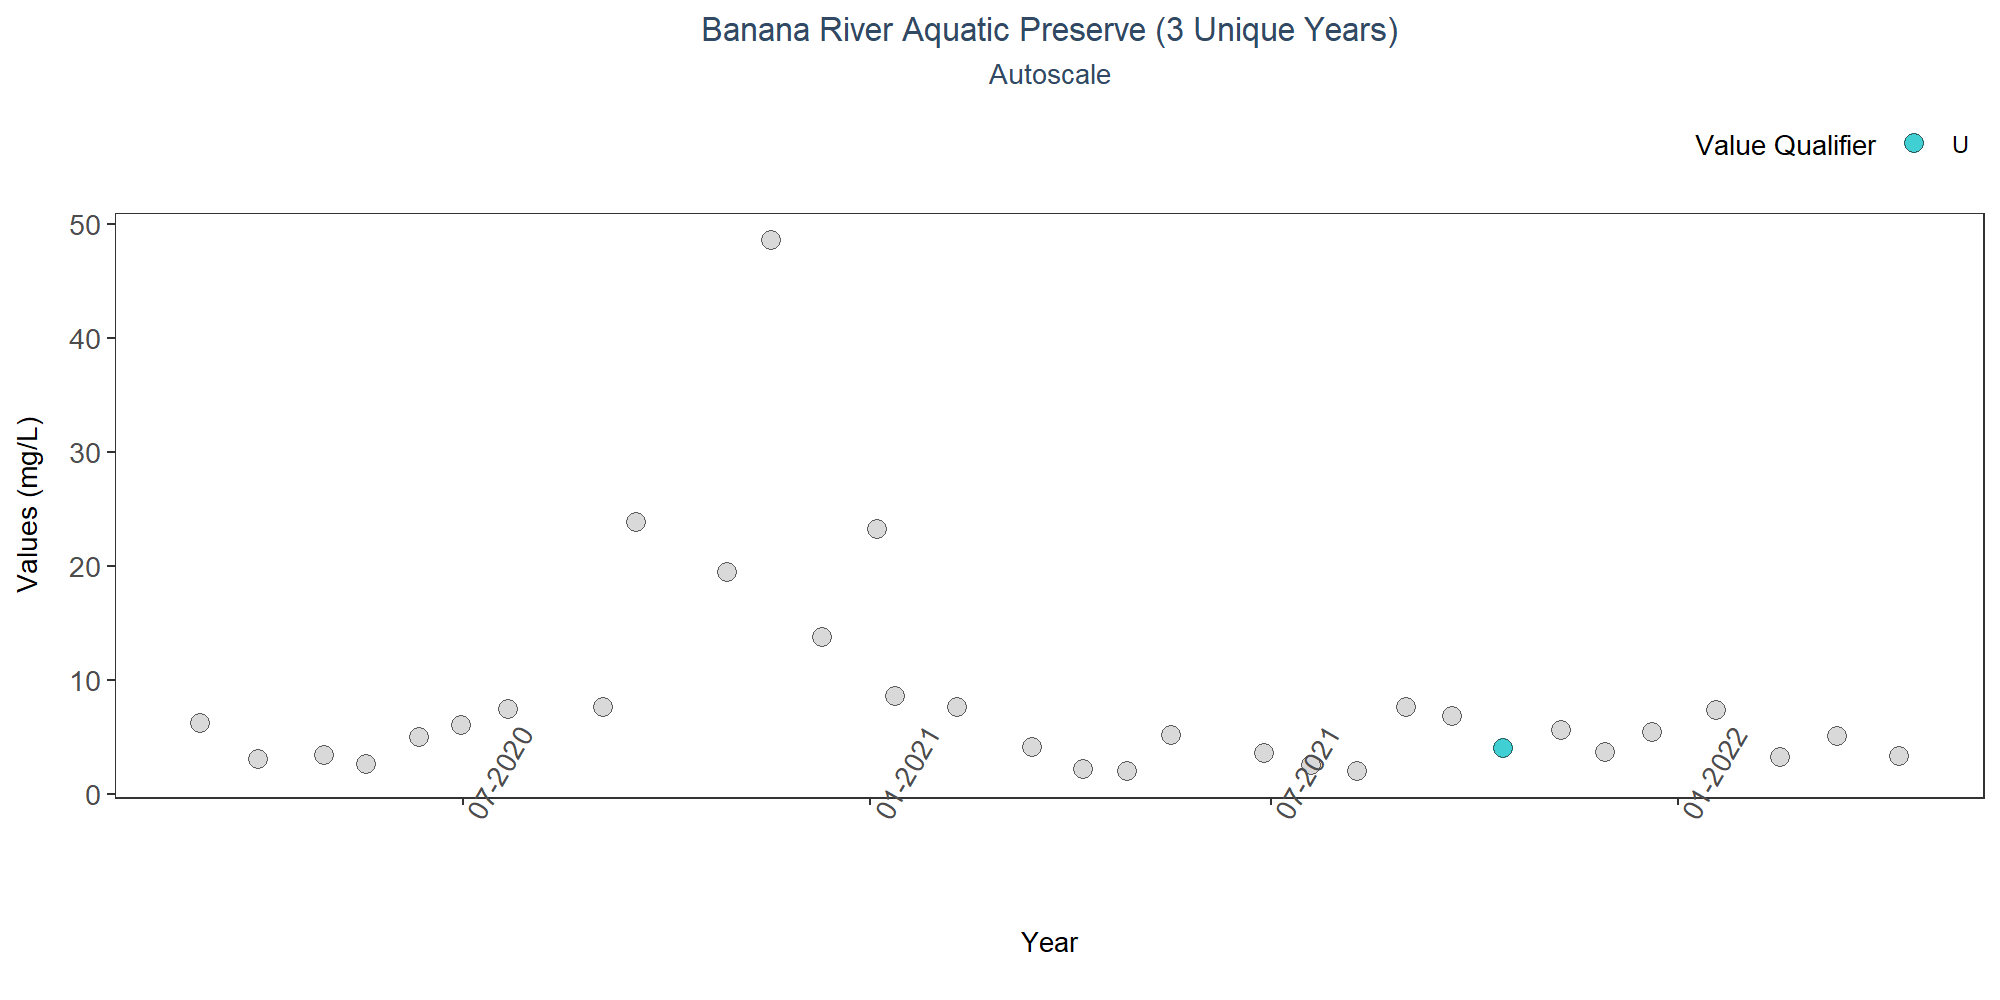 Banana River Aquatic Preserve (3 Unique Years)
Autoscale
Value Qualifier U
50
40
30
20
10
0
Values (mg/L)
07-2020
01-2021
07-2021
01-2022
Year